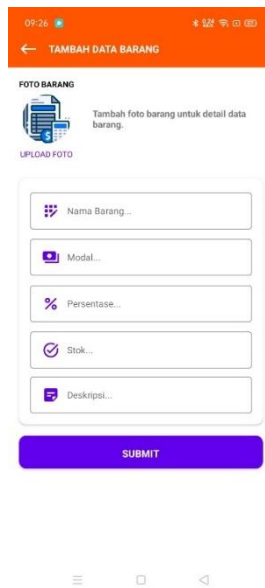 09:26
TAMBAH DATA BARANG
FOTO BARANG
Tambah foto barang untuk detail data
barang.
UPLOAD FOTO
Nama Barang...
Modal...
Persentase...
Stok...
Deskripsi...
SUBMIT